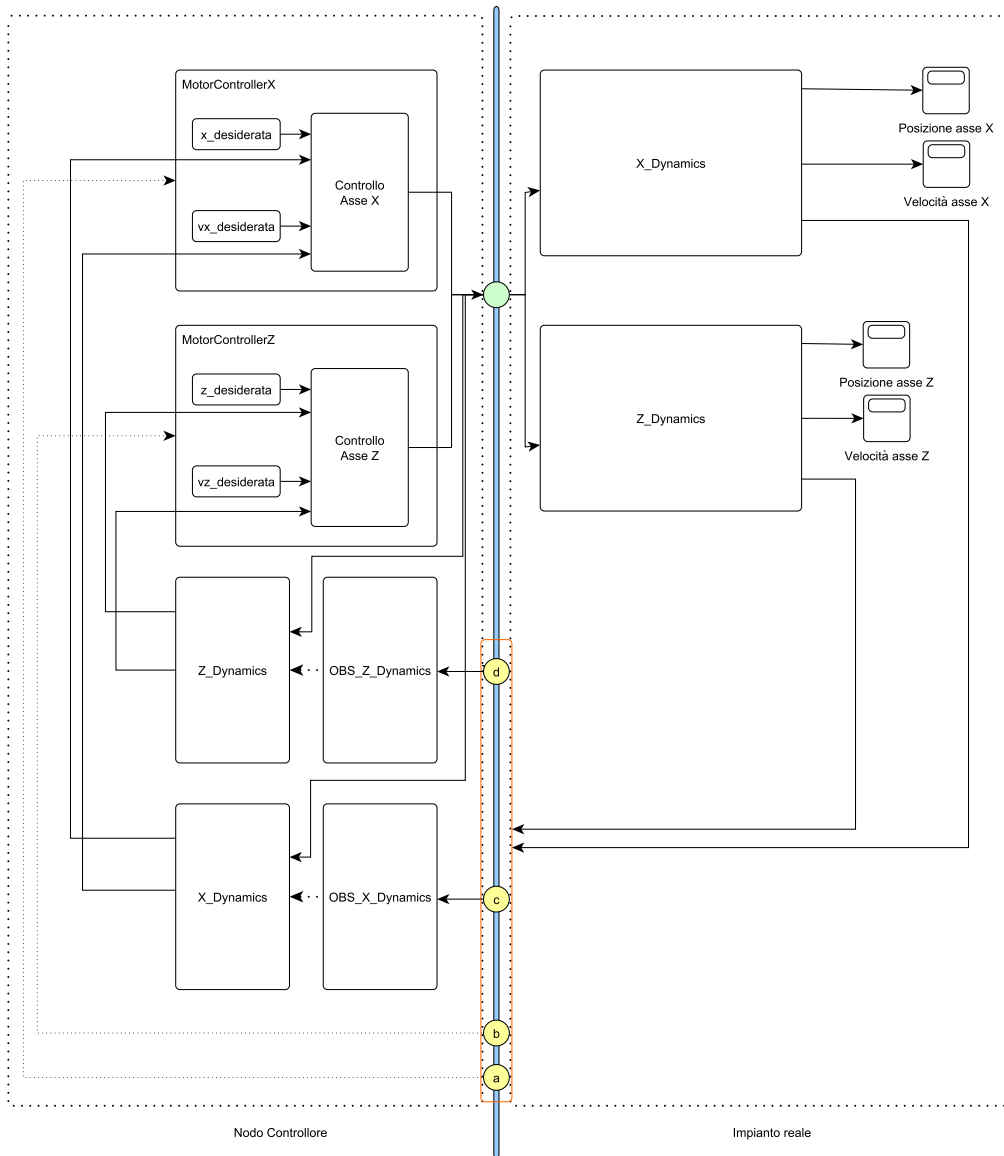 MotorControllerX
x_desiderata
Controllo
Asse X
vx_desiderata
MotorControllerZ
z_desiderata
Controllo
Asse Z
vz_desiderata
Z_Dynamics
OBS_Z_Dynamics
d
X_Dynamics
OBS_X_Dynamics
c
b
a
Nodo Controllore
X_Dynamics
Posizione asse X
Velocità asse X
Z_Dynamics
Posizione asse Z
Velocità asse Z
Impianto reale